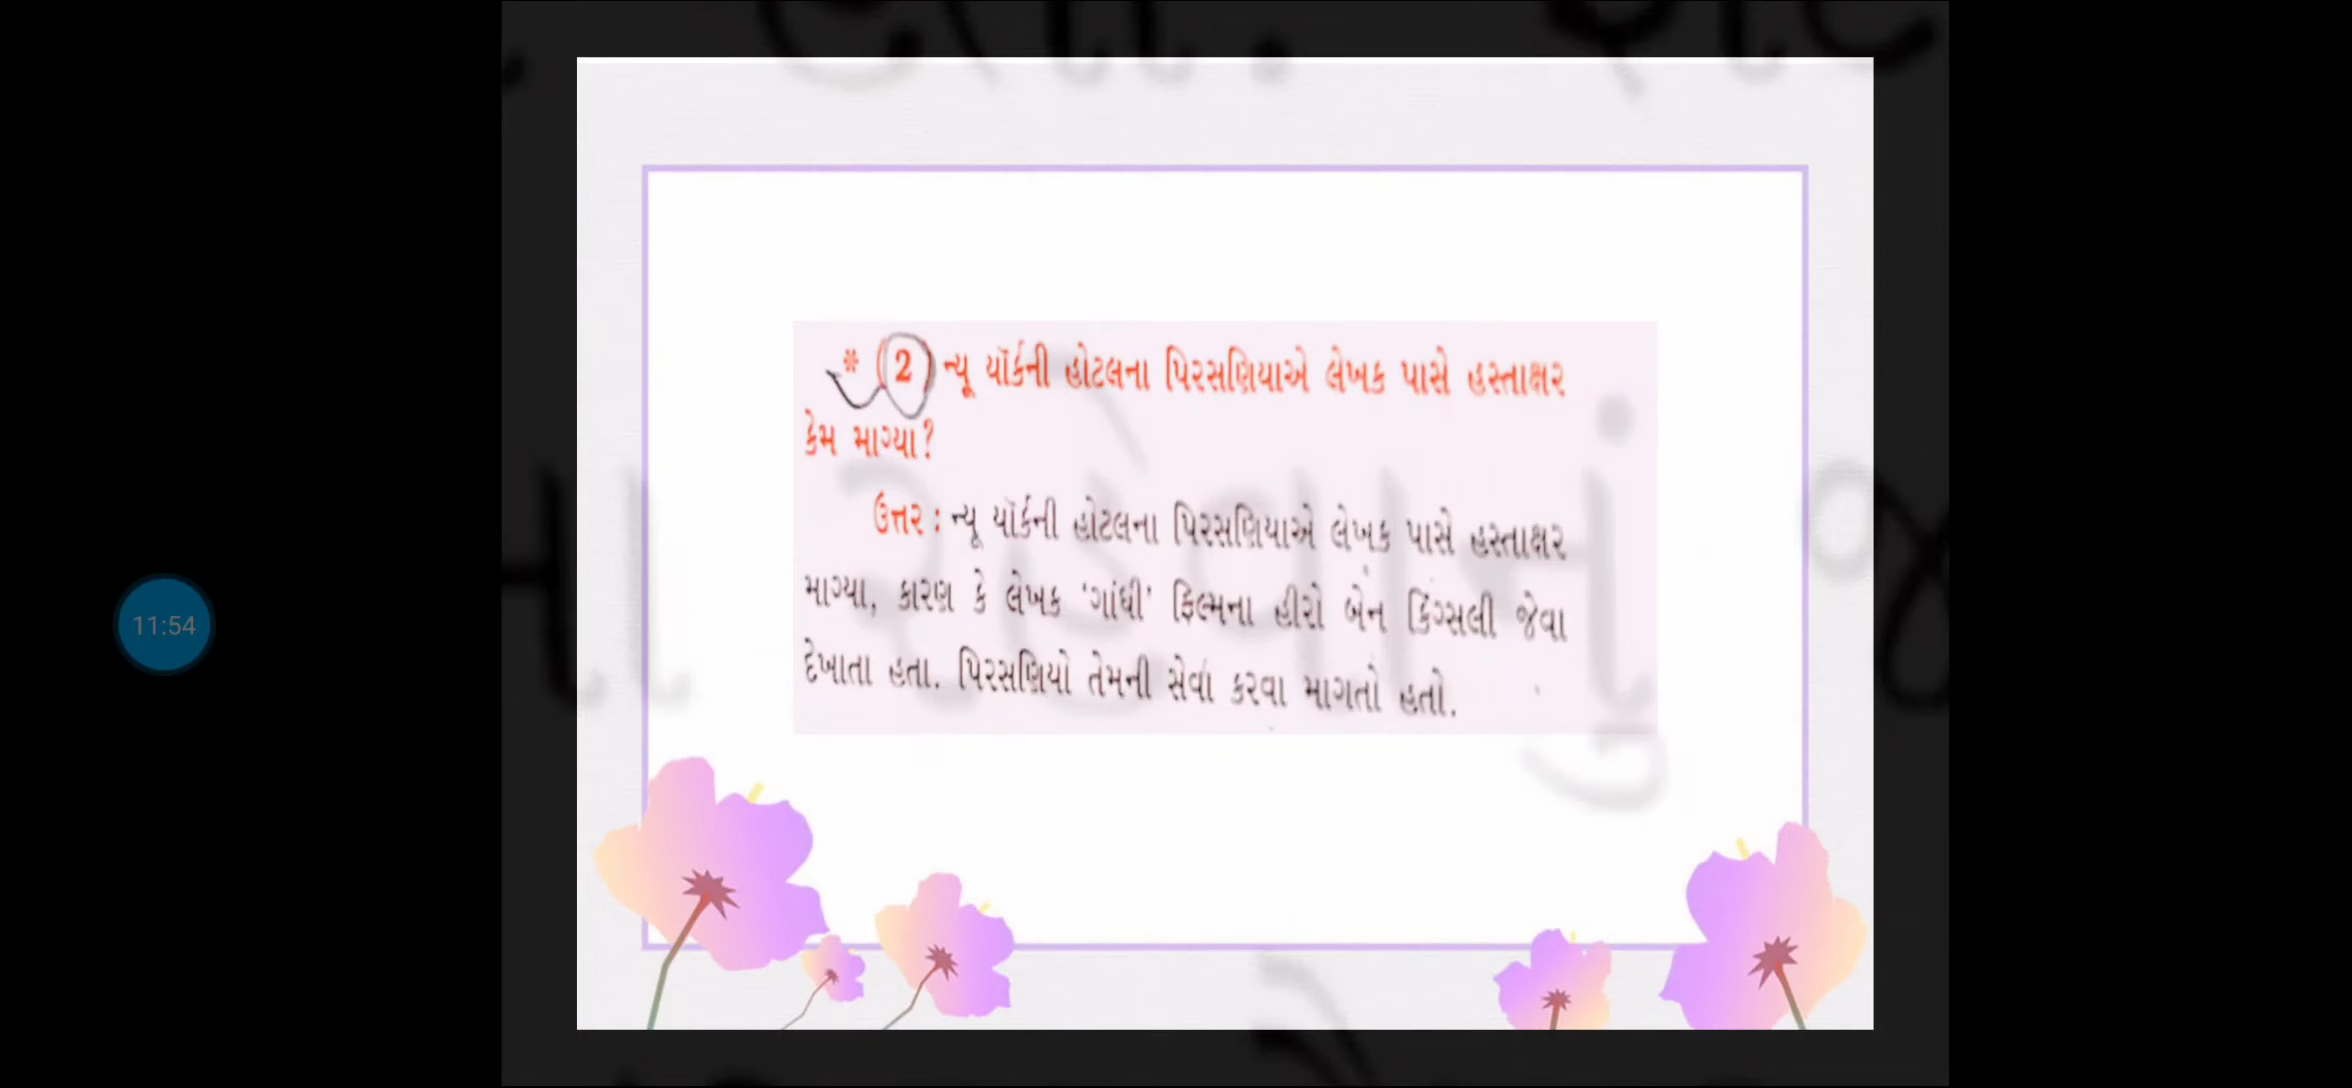 * (2) ન્યૂ યૉર્કની હોટલના પિરસણિયાએ લેખક પાસે હસ્તાક્ષર
કેમ માગ્યા?
ઉત્તર : ન્યૂ યૉર્કની હોટલના પિરસણિયાએ લેખક પાસે હસ્તાક્ષર
માગ્યા, કારણ કે લેખક ‘ગાંધી’ ફિલ્મના હીરો બેન કિંગ્સલી જેવા
દેખાતા હતા. પિરસણિયો તેમની સેવા કરવા માગતો હતો.
11:54